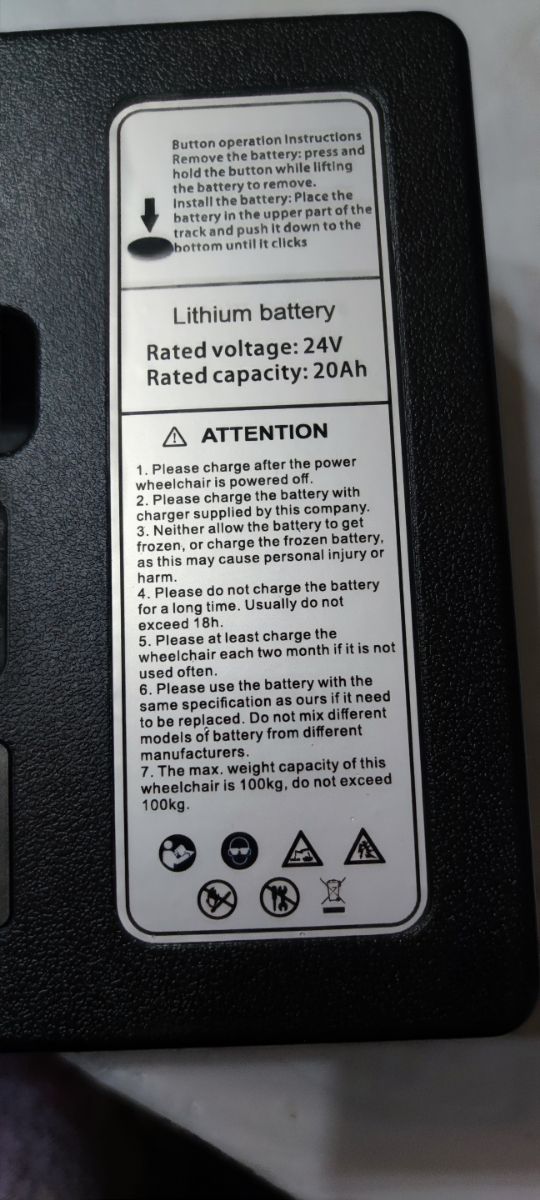 Button operation Instructions
Remove the battery: press and
hold the button while lifting
the battery to remove.
Install the battery: Place the
battery in the upper part of the
track and push it down to the
bottom until it clicks
Lithium battery
Rated voltage: 24V
Rated capacity: 20Ah
ATTENTION
1. Please charge after the power
wheelchair is powered off.
2. Please charge the battery with
charger supplied by this company.
3. Neither allow the battery to get
frozen, or charge the frozen battery,
as this may cause personal injury or
harm.
4. Please do not charge the battery
for a long time. Usually do not
exceed 18h.
5. Please at least charge the
wheelchair each two month if it is not
used often.
6. Please use the battery with the
same specification as ours if it need
to be replaced. Do not mix different
models of battery from different
manufacturers.
7. The max. weight capacity of this
wheelchair is 100kg, do not exceed
100kg.